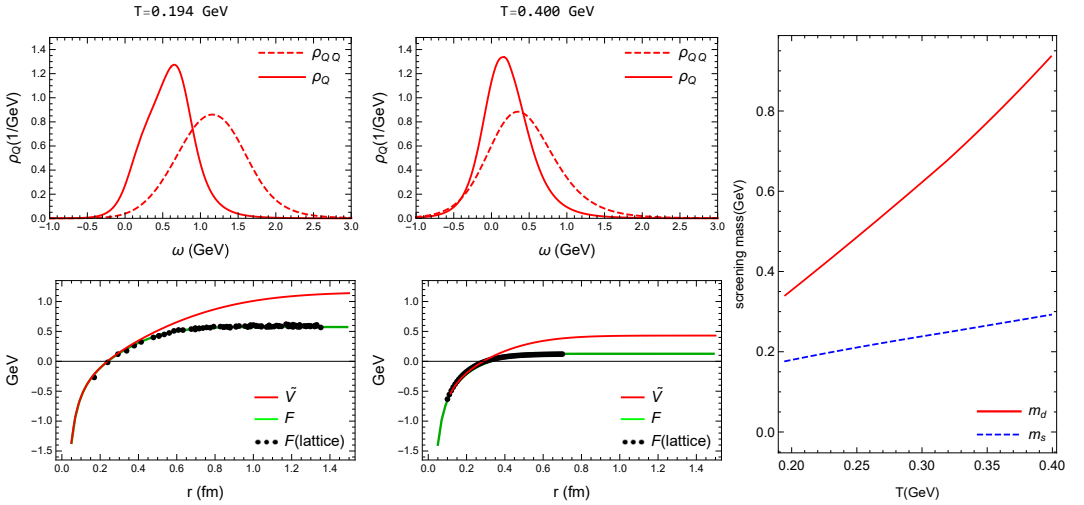 T=0.194 GeV
ρ_Q(1/GeV)
1.4
1.2
1.0
0.8
0.6
0.4
0.2
0.0
ρ_QQ
ρ_Q
-1.0 -0.5 0.0 0.5 1.0 1.5 2.0 2.5 3.0
ω (GeV)
T=0.400 GeV
ρ_Q(1/GeV)
1.4
1.2
1.0
0.8
0.6
0.4
0.2
0.0
ρ_QQ
ρ_Q
-1.0 -0.5 0.0 0.5 1.0 1.5 2.0 2.5 3.0
ω (GeV)
GeV
1.0
0.5
0.0
-0.5
-1.0
-1.5
Ṽ
F
F(lattice)
0.0 0.2 0.4 0.6 0.8 1.0 1.2 1.4
r (fm)
GeV
1.0
0.5
0.0
-0.5
-1.0
-1.5
Ṽ
F
F(lattice)
0.0 0.2 0.4 0.6 0.8 1.0 1.2 1.4
r (fm)
screening mass(GeV)
0.8
0.6
0.4
0.2
0.0
m_d
m_s
0.20 0.25 0.30 0.35 0.40
T(GeV)